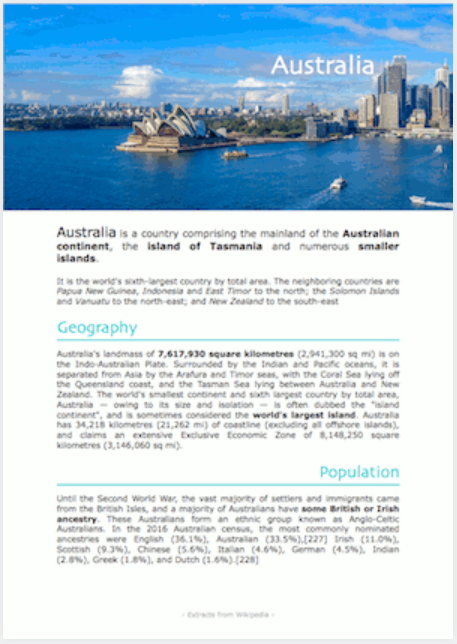 Australia
Australia is a country comprising the mainland of the Australian
continent, the island of Tasmania and numerous smaller
islands.
It is the world's sixth-largest country by total area. The neighboring countries are
Papua New Guinea, Indonesia and East Timor to the north; the Solomon Islands
and Vanuatu to the north-east; and New Zealand to the south-east
Geography
Australia's landmass of 7,617,930 square kilometres (2,941,300 sq mi) is on
the Indo-Australian Plate. Surrounded by the Indian and Pacific oceans, it is
separated from Asia by the Arafura and Timor seas, with the Coral Sea lying off
the Queensland coast, and the Tasman Sea lying between Australia and New
Zealand. The world's smallest continent and sixth largest country by total area,
Australia — owing to its size and isolation — is often dubbed the "island
continent", and is sometimes considered the world's largest island. Australia
has 34,218 kilometres (21,262 mi) of coastline (excluding all offshore islands),
and claims an extensive Exclusive Economic Zone of 8,148,250 square
kilometres (3,146,060 sq mi).
Population
Until the Second World War, the vast majority of settlers and immigrants came
from the British Isles, and a majority of Australians have some British or Irish
ancestry. These Australians form an ethnic group known as Anglo-Celtic
Australians. In the 2016 Australian census, the most commonly nominated
ancestries were English (36.1%), Australian (33.5%),[227] Irish (11.0%),
Scottish (9.3%), Chinese (5.6%), Italian (4.6%), German (4.5%), Indian
(2.8%), Greek (1.8%), and Dutch (1.6%).[228]
- Extracts from Wikipedia -